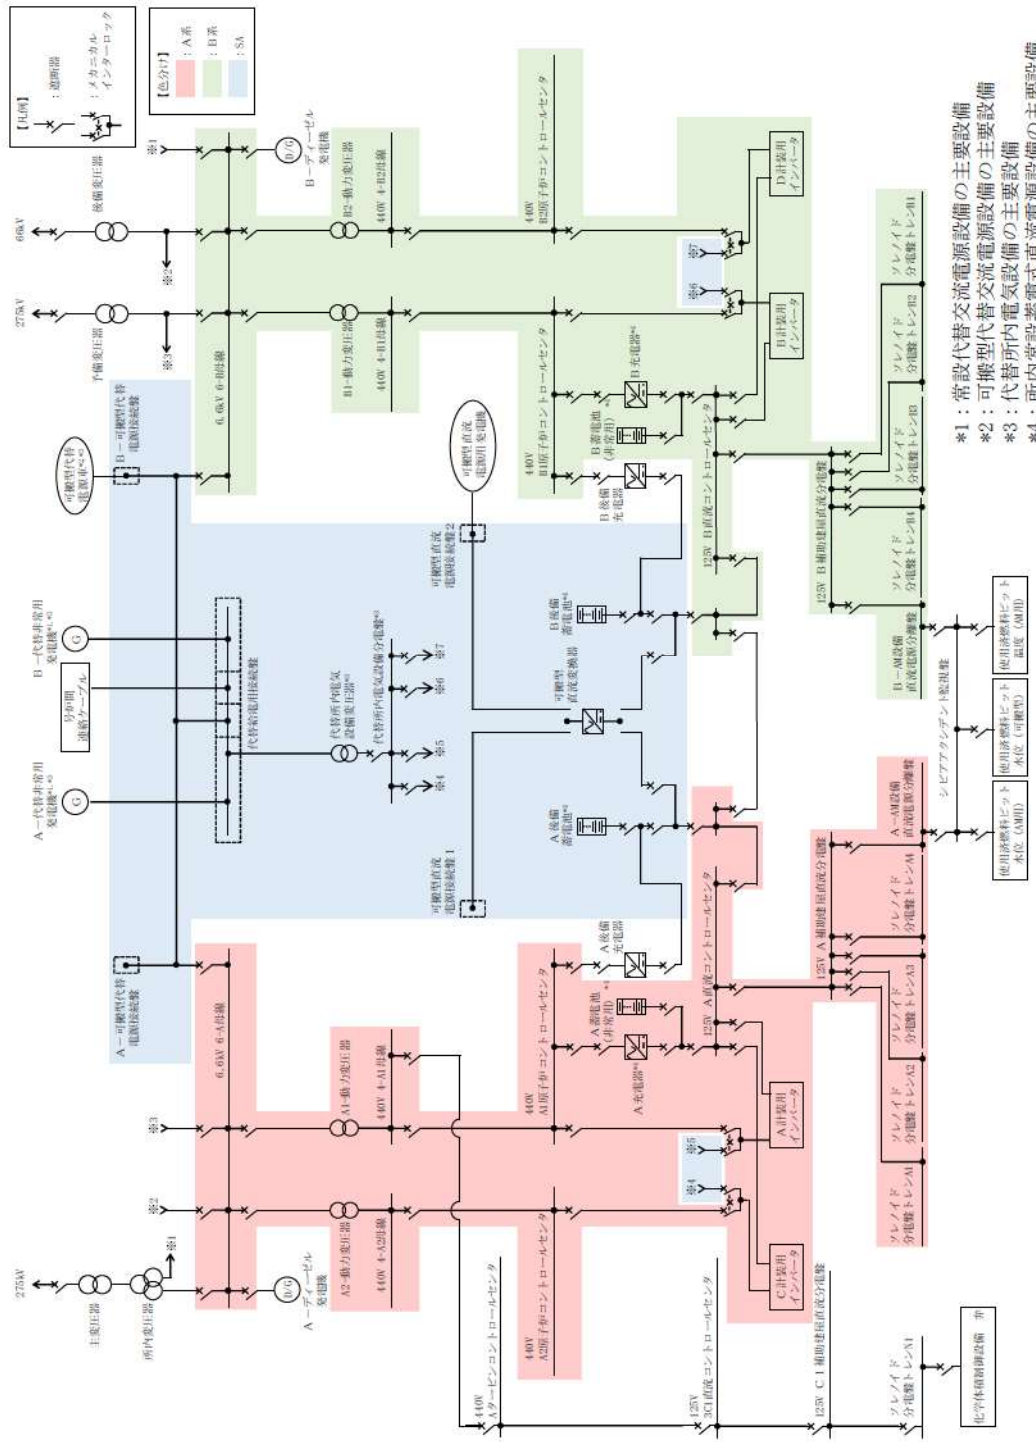 【凡例】
：遮断器
：メカニカル
インターロック
【色分け】
：A系
：B系
：SA
275kV
主変圧器
所内変圧器
※1
※2
※3
A－ディーゼル
発電機
D/G
6.6kV 6-A母線
A－可搬型代替
電源接続盤
A－代替非常用
発電機*1,*3
G
号炉間
連絡ケーブル
B－代替非常用
発電機*1,*3
G
可搬型代替
電源車*2,*3
B－可搬型代替
電源接続盤
代替給電用接続盤
代替所内電気
設備変圧器*3
代替所内電気設備分電盤*3
※4
※5
※6
※7
275kV
予備変圧器
※3
66kV
後備変圧器
※2
※1
6.6kV 6-B母線
D/G
B－ディーゼル
発電機
A2-動力変圧器
440V 4-A2母線
A1-動力変圧器
440V 4-A1母線
B1-動力変圧器
440V 4-B1母線
B2-動力変圧器
440V 4-B2母線
440V
Aタービンコントロールセンタ
440V
A2原子炉コントロールセンタ
440V
A1原子炉コントロールセンタ
440V
B1原子炉コントロールセンタ
440V
B2原子炉コントロールセンタ
可搬型直流
電源接続盤1
可搬型直流
電源接続盤2
可搬型直流
電源用発電機
可搬型
直流変換器
A充電器*4
A蓄電池
（非常用）*4
A後備
充電器
A後備
蓄電池*4
B後備
蓄電池*4
B後備
充電器
B蓄電池
（非常用）*4
B充電器*4
※4
※5
※6
※7
125V
3C1直流コントロールセンタ
125V A直流コントロールセンタ
125V B直流コントロールセンタ
C計装用
インバータ
A計装用
インバータ
B計装用
インバータ
D計装用
インバータ
125V C1補助建屋直流分電盤
125V A補助建屋直流分電盤
125V B補助建屋直流分電盤
ソレノイド
分電盤トレンN1
ソレノイド
分電盤トレンA1
ソレノイド
分電盤トレンA2
ソレノイド
分電盤トレンA3
ソレノイド
分電盤トレンA4
A－AM設備
直流電源分離盤
B－AM設備
直流電源分離盤
ソレノイド
分電盤トレンB4
ソレノイド
分電盤トレンB3
ソレノイド
分電盤トレンB2
ソレノイド
分電盤トレンB1
シビアアクシデント監視盤
化学体積制御設備 弁
使用済燃料ピット
水位（AM用）
使用済燃料ピット
水位（可搬型）
使用済燃料ピット
温度（AM用）
*1：常設代替交流電源設備の主要設備
*2：可搬型代替交流電源設備の主要設備
*3：代替所内電気設備の主要設備
*4：所内常設蓄電式直流電源設備の主要設備